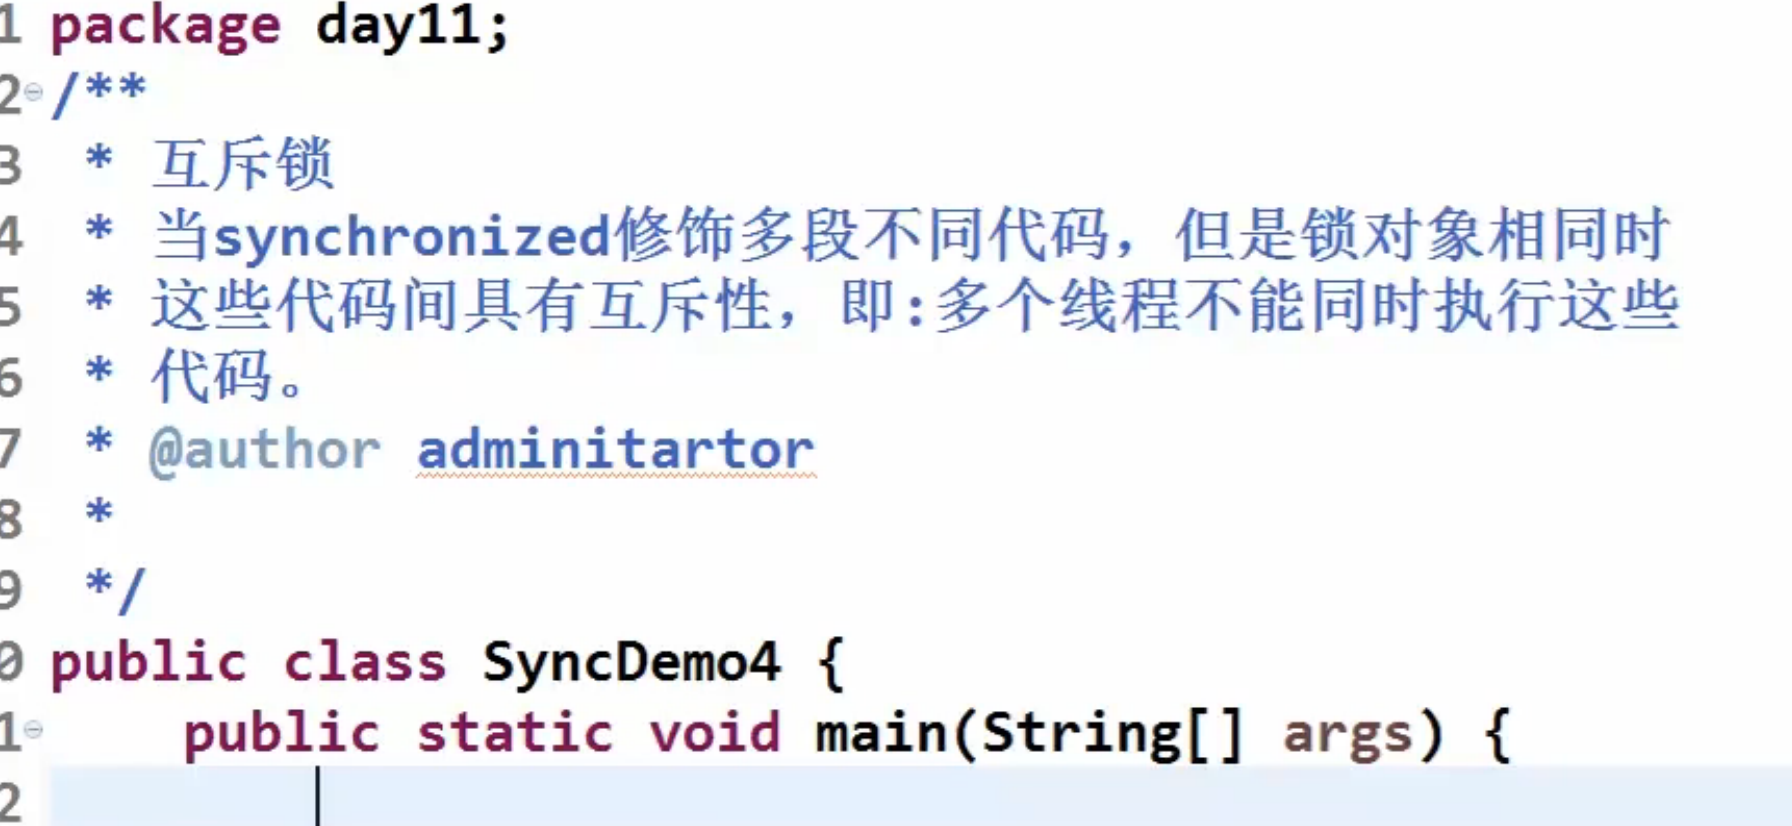 1 package day11;
2 /**
3  * 互斥锁
4  * 当synchronized修饰多段不同代码，但是锁对象相同时
5  * 这些代码间具有互斥性，即:多个线程不能同时执行这些
6  * 代码。
7  * @author adminitartor
8  *
9  */
0 public class SyncDemo4 {
1     public static void main(String[] args) {
2